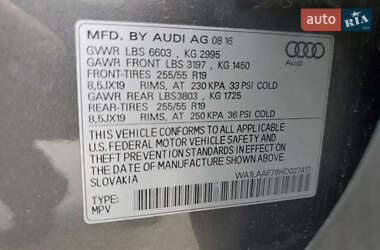 auto RIA.com
MFD. BY AUDI AG 08 16
GVWR LBS 6603 , KG 2995
GAWR FRONT LBS 3197 , KG 1450
FRONT-TIRES 255/55 R19
8,5JX19 RIMS, AT 230 KPA 33 PSI COLD
GAWR REAR LBS3803 , KG 1725
REAR-TIRES 255/55 R19
8,5JX19 RIMS, AT 250 KPA 36 PSI COLD
Audi
THIS VEHICLE CONFORMS TO ALL APPLICABLE
U.S. FEDERAL MOTOR VEHICLE SAFETY, BUMPER AND
THEFT PREVENTION STANDARDS IN EFFECT ON
THE DATE OF MANUFACTURE SHOWN ABOVE.
SLOVAKIA
TYPE:
MPV